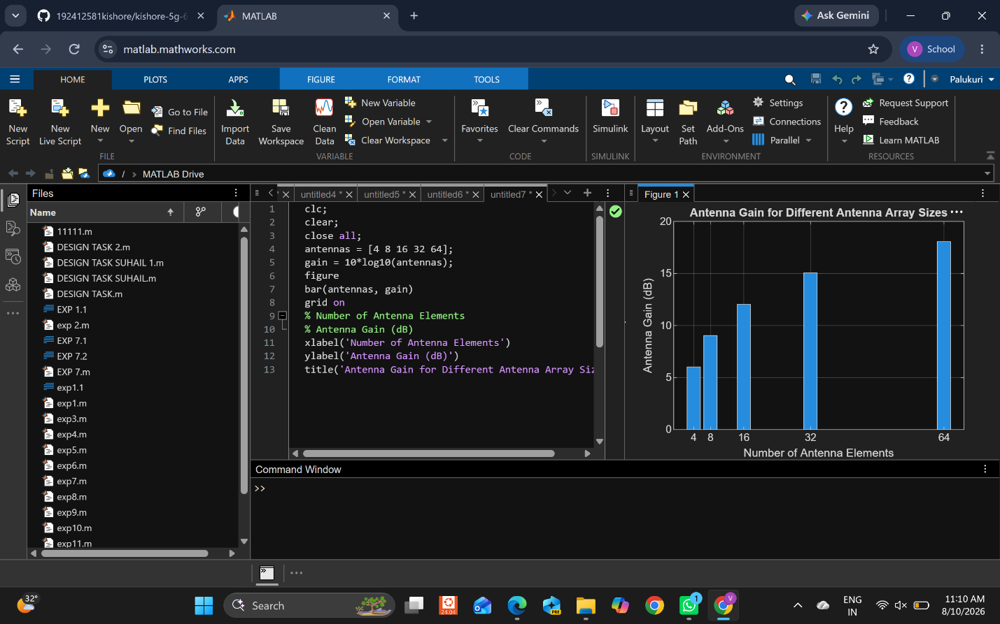 192412581kishore/kishore-5g-6
MATLAB
Ask Gemini
matlab.mathworks.com
V
School
HOME
PLOTS
APPS
FIGURE
FORMAT
TOOLS
Palukuri
New Script
New Live Script
New
Open
Go to File
Find Files
Import Data
Save Workspace
Clean Data
New Variable
Open Variable
Clear Workspace
Favorites
Clear Commands
Simulink
Layout
Set Path
Add-Ons
Settings
Connections
Parallel
Help
Request Support
Feedback
Learn MATLAB
FILE
VARIABLE
CODE
SIMULINK
ENVIRONMENT
RESOURCES
/ › MATLAB Drive
Files
Name
11111.m
DESIGN TASK 2.m
DESIGN TASK SUHAIL 1.m
DESIGN TASK SUHAIL.m
DESIGN TASK.m
EXP 1.1
exp 2.m
EXP 7.1
EXP 7.2
EXP 7.m
exp1.1
exp1.m
exp3.m
exp4.m
exp5.m
exp6.m
exp7.m
exp8.m
exp9.m
exp10.m
exp11.m
untitled4 *
untitled5 *
untitled6 *
untitled7 *
1 clc;
2 clear;
3 close all;
4 antennas = [4 8 16 32 64];
5 gain = 10*log10(antennas);
6 figure
7 bar(antennas, gain)
8 grid on
9 % Number of Antenna Elements
10 % Antenna Gain (dB)
11 xlabel('Number of Antenna Elements')
12 ylabel('Antenna Gain (dB)')
13 title('Antenna Gain for Different Antenna Array Siz
Figure 1
Antenna Gain for Different Antenna Array Sizes
Antenna Gain (dB)
20
15
10
5
0
4 8 16 32 64
Number of Antenna Elements
Command Window
>>
32°
Search
24.04
PRE
1
V
ENG
IN
11:10 AM
8/10/2026